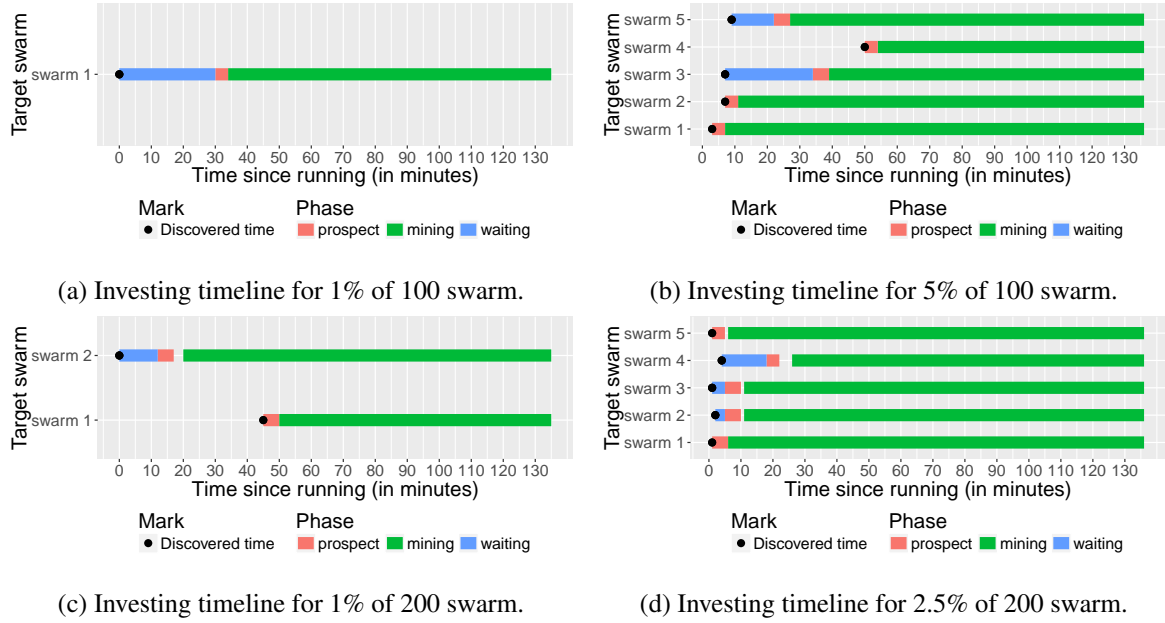 Target swarm
swarm 1
0 10 20 30 40 50 60 70 80 90 100 110 120 130
Time since running (in minutes)
Mark Phase
Discovered time prospect mining waiting
(a) Investing timeline for 1% of 100 swarm.
Target swarm
swarm 5
swarm 4
swarm 3
swarm 2
swarm 1
0 10 20 30 40 50 60 70 80 90 100 110 120 130
Time since running (in minutes)
Mark Phase
Discovered time prospect mining waiting
(b) Investing timeline for 5% of 100 swarm.
Target swarm
swarm 2
swarm 1
0 10 20 30 40 50 60 70 80 90 100 110 120 130
Time since running (in minutes)
Mark Phase
Discovered time prospect mining waiting
(c) Investing timeline for 1% of 200 swarm.
Target swarm
swarm 5
swarm 4
swarm 3
swarm 2
swarm 1
0 10 20 30 40 50 60 70 80 90 100 110 120 130
Time since running (in minutes)
Mark Phase
Discovered time prospect mining waiting
(d) Investing timeline for 2.5% of 200 swarm.